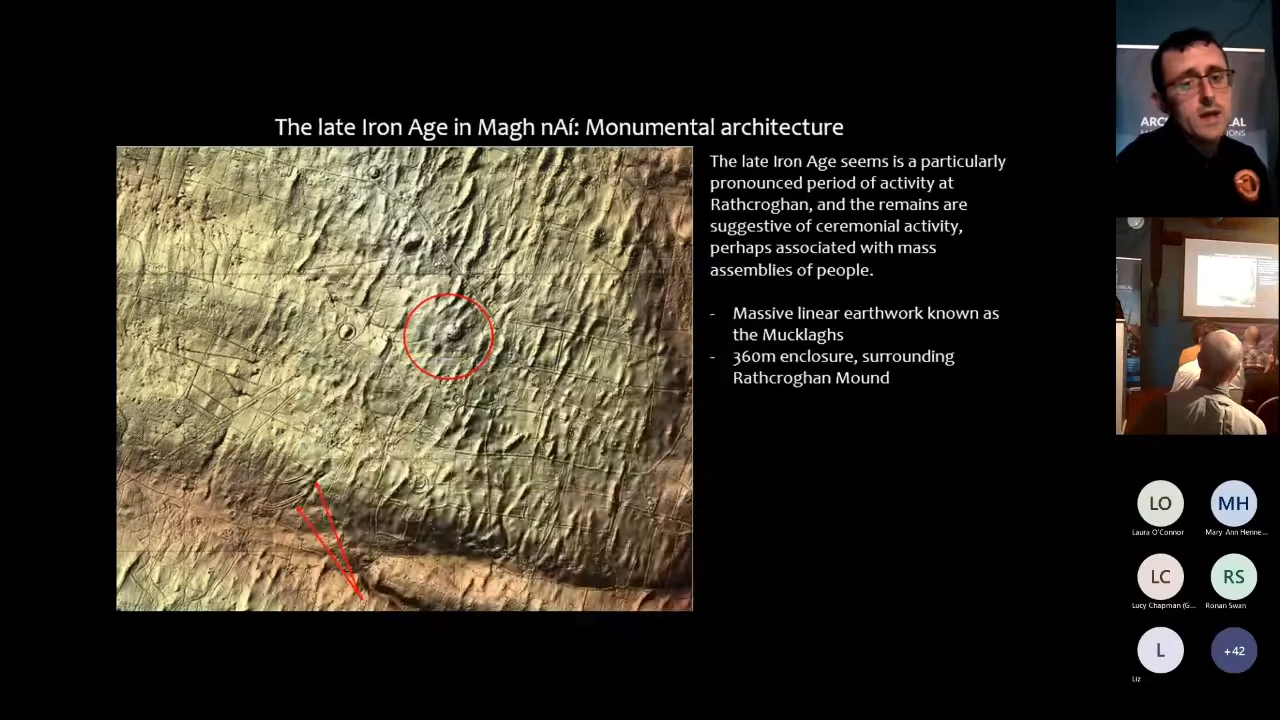 The late Iron Age in Magh nAí: Monumental architecture
The late Iron Age seems is a particularly
pronounced period of activity at
Rathcroghan, and the remains are
suggestive of ceremonial activity,
perhaps associated with mass
assemblies of people.
- Massive linear earthwork known as
the Mucklaghs
- 360m enclosure, surrounding
Rathcroghan Mound
LO
Laura O'Connor
MH
Mary Ann Henne...
LC
Lucy Chapman (G...
RS
Ronan Swan
L
Liz
+42